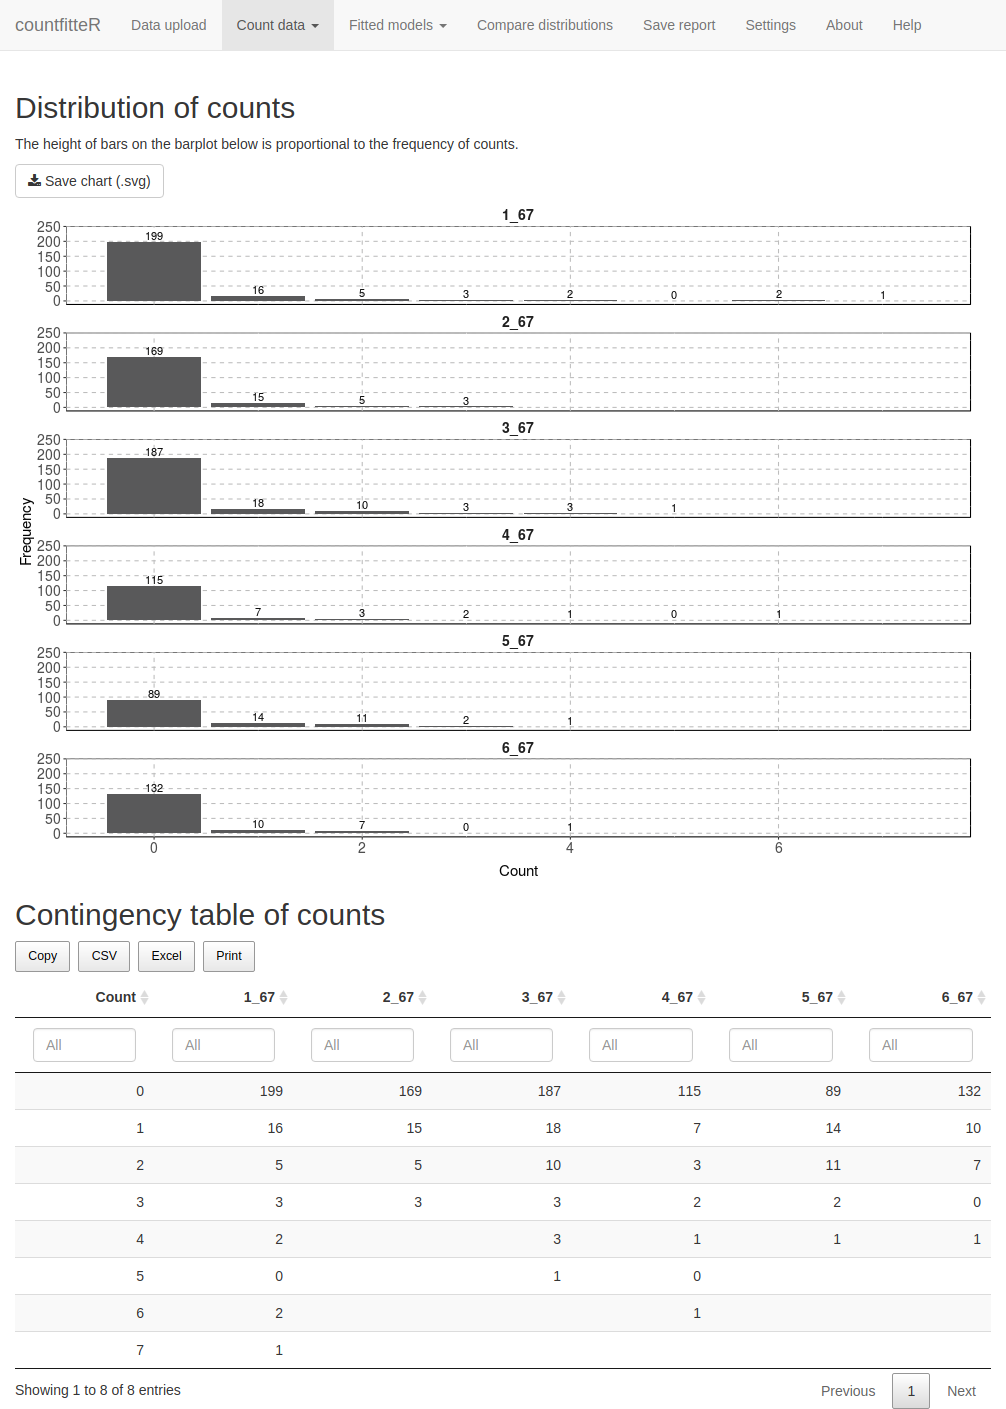 countfitteR Data upload Count data Fitted models Compare distributions Save report Settings About Help
Distribution of counts
The height of bars on the barplot below is proportional to the frequency of counts.
Save chart (.svg)
1_67
250
200
150
100
50
0
199 16 5 3 2 0 2 1
2_67
250
200
150
100
50
0
169 15 5 3
3_67
250
200
150
100
50
0
187 18 10 3 3 1
Frequency
4_67
250
200
150
100
50
0
115 7 3 2 1 0 1
5_67
250
200
150
100
50
0
89 14 11 2 1
6_67
250
200
150
100
50
0
132 10 7 0 1
0 2 4 6
Count
Contingency table of counts
Copy CSV Excel Print
Count 1_67 2_67 3_67 4_67 5_67 6_67
All All All All All All All
0 199 169 187 115 89 132
1 16 15 18 7 14 10
2 5 5 10 3 11 7
3 3 3 3 2 2 0
4 2 3 1 1 1
5 0 1 0
6 2 1
7 1
Showing 1 to 8 of 8 entries Previous 1 Next